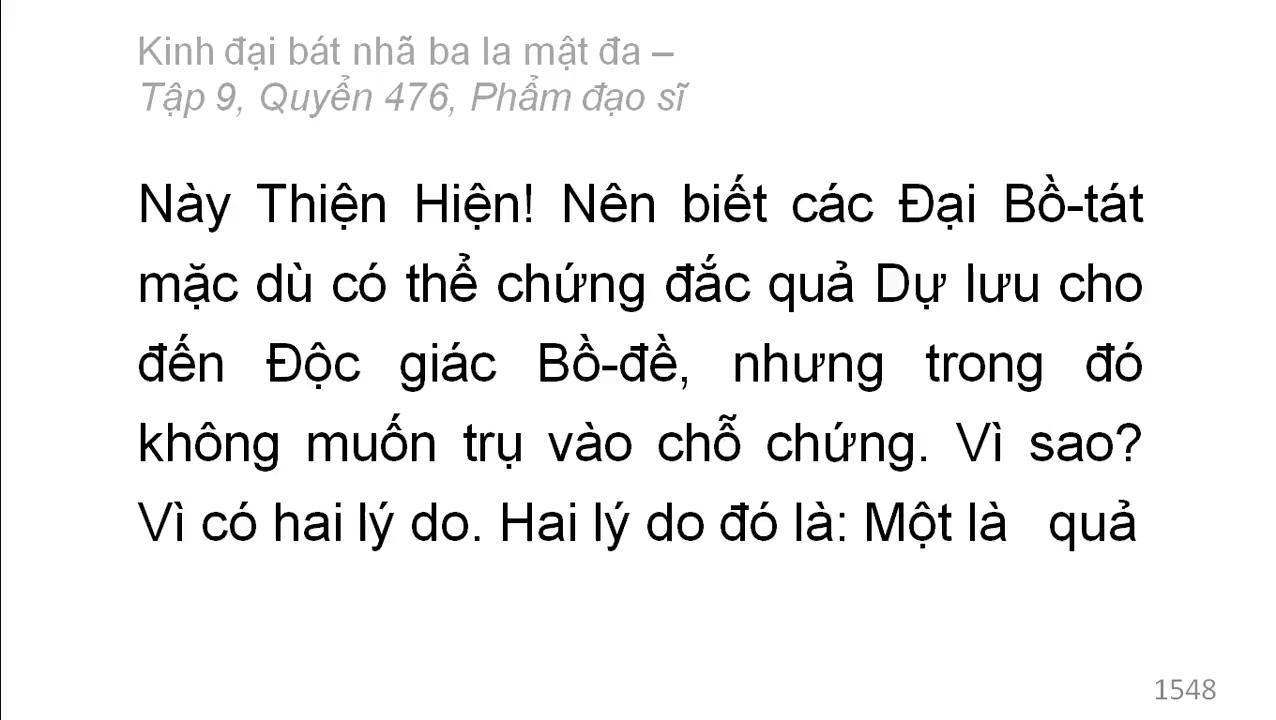 Kinh đại bát nhã ba la mật đa –
Tập 9, Quyển 476, Phẩm đạo sĩ
Này Thiện Hiện! Nên biết các Đại Bồ-tát
mặc dù có thể chứng đắc quả Dự lưu cho
đến Độc giác Bồ-đề, nhưng trong đó
không muốn trụ vào chỗ chứng. Vì sao?
Vì có hai lý do. Hai lý do đó là: Một là quả
1548